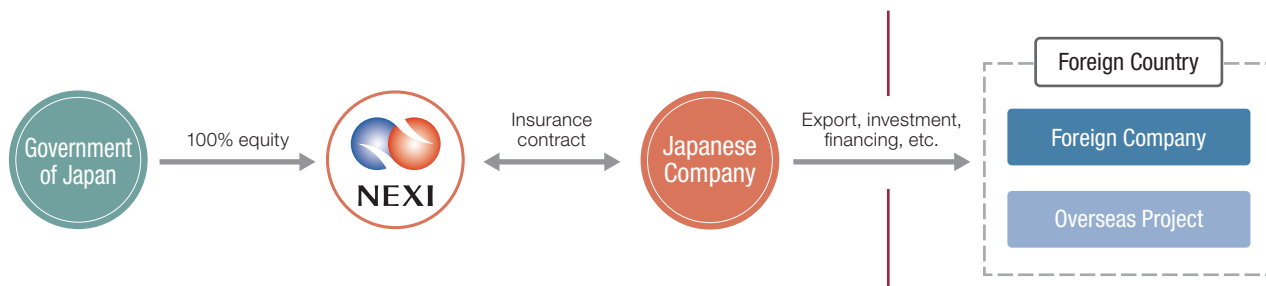 Government
of Japan
100% equity
NEXI
Insurance
contract
Japanese
Company
Export, investment,
financing, etc.
Foreign Country
Foreign Company
Overseas Project